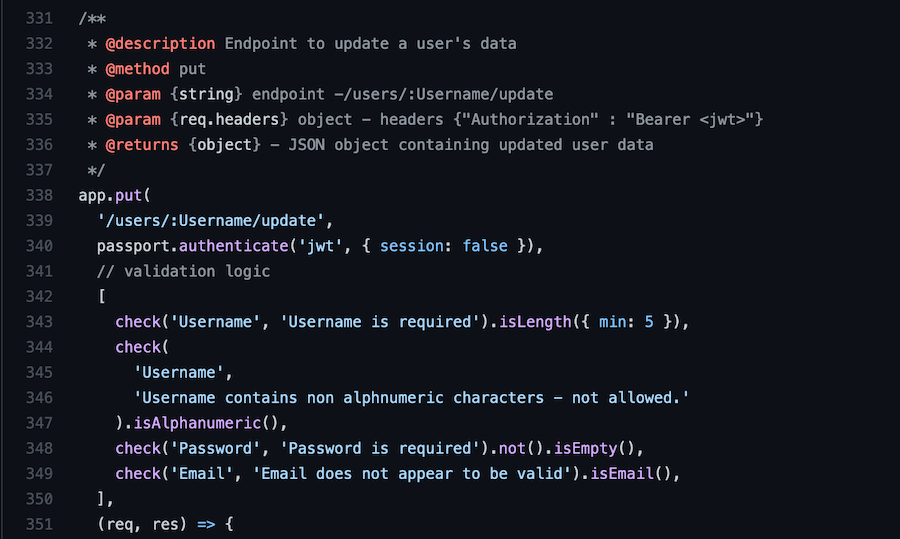 331 /**
332  * @description Endpoint to update a user's data
333  * @method put
334  * @param {string} endpoint -/users/:Username/update
335  * @param {req.headers} object - headers {"Authorization" : "Bearer <jwt>"}
336  * @returns {object} - JSON object containing updated user data
337  */
338 app.put(
339   '/users/:Username/update',
340   passport.authenticate('jwt', { session: false }),
341   // validation logic
342   [
343     check('Username', 'Username is required').isLength({ min: 5 }),
344     check(
345       'Username',
346       'Username contains non alphnumeric characters - not allowed.'
347     ).isAlphanumeric(),
348     check('Password', 'Password is required').not().isEmpty(),
349     check('Email', 'Email does not appear to be valid').isEmail(),
350   ],
351   (req, res) => {